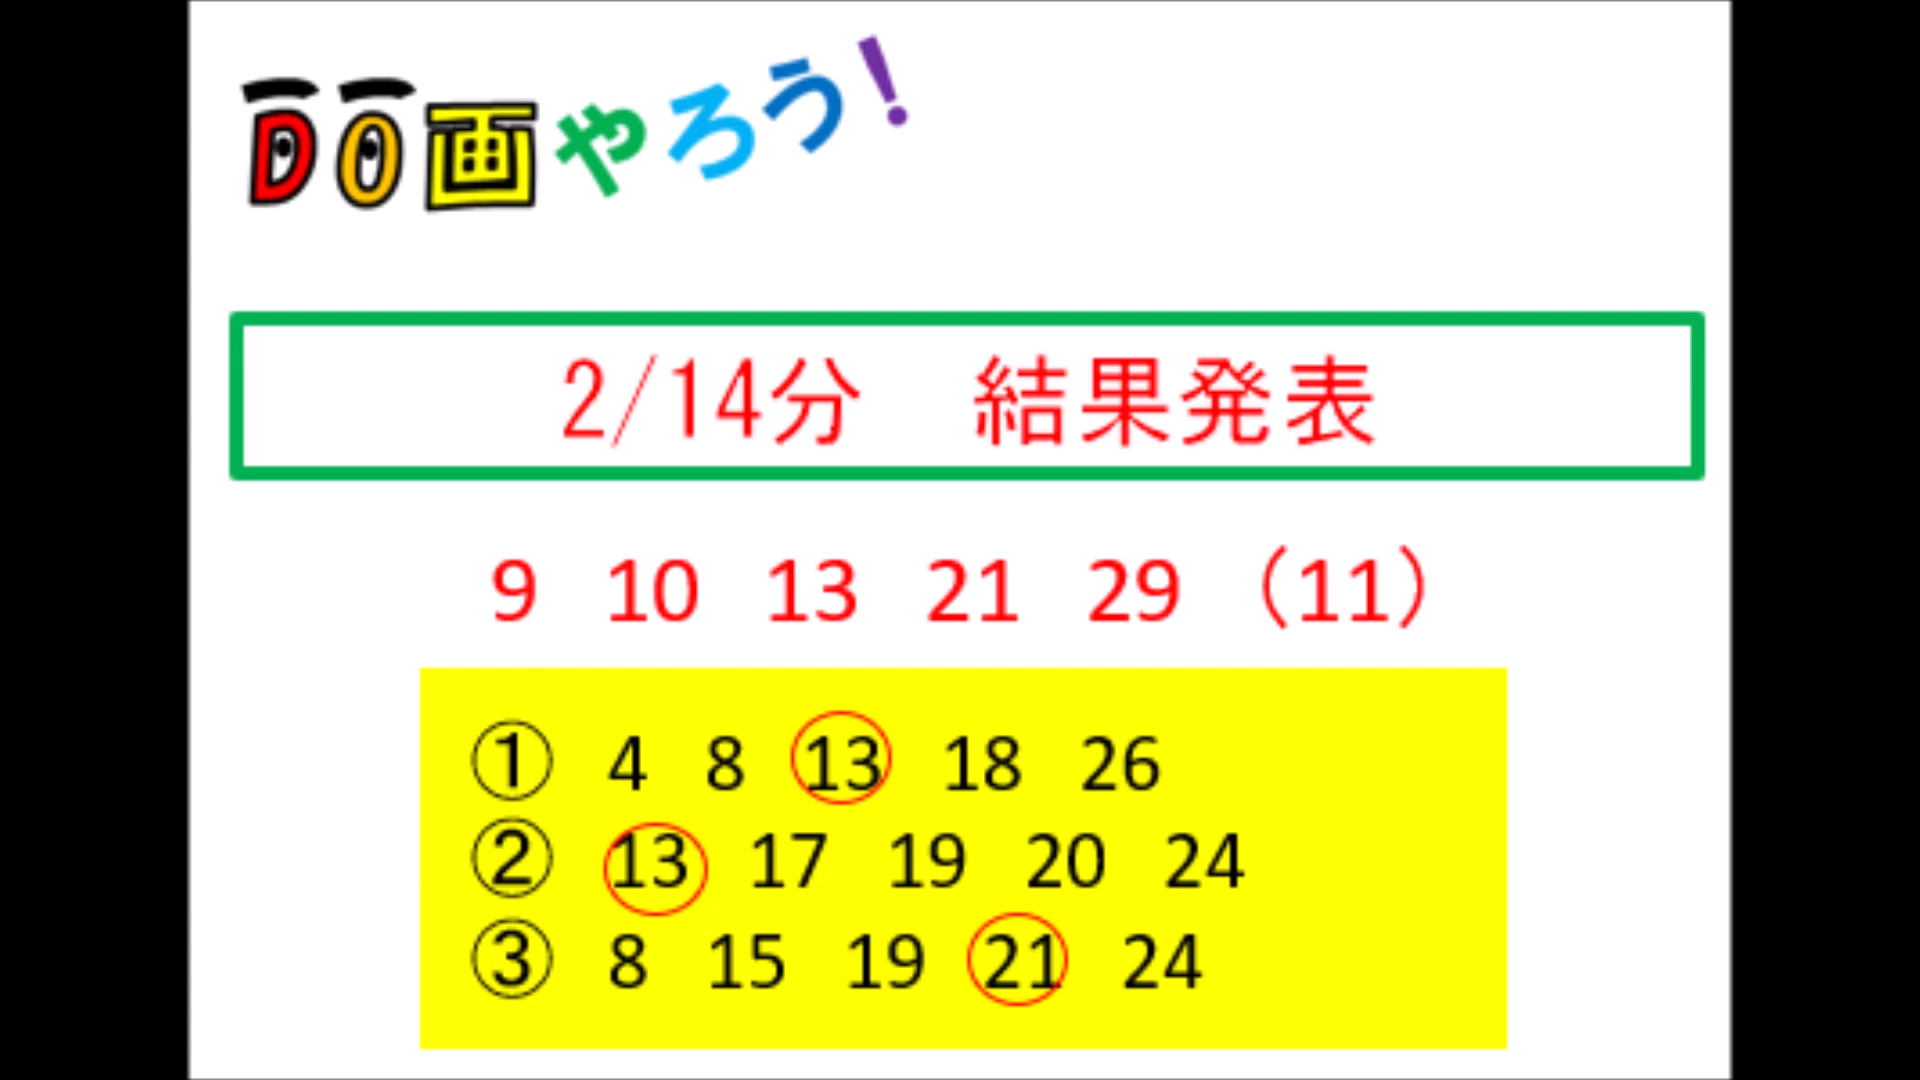 DO画やろう!
2/14分　結果発表
9 10 13 21 29 （11）
① 4 8 13 18 26
② 13 17 19 20 24
③ 8 15 19 21 24